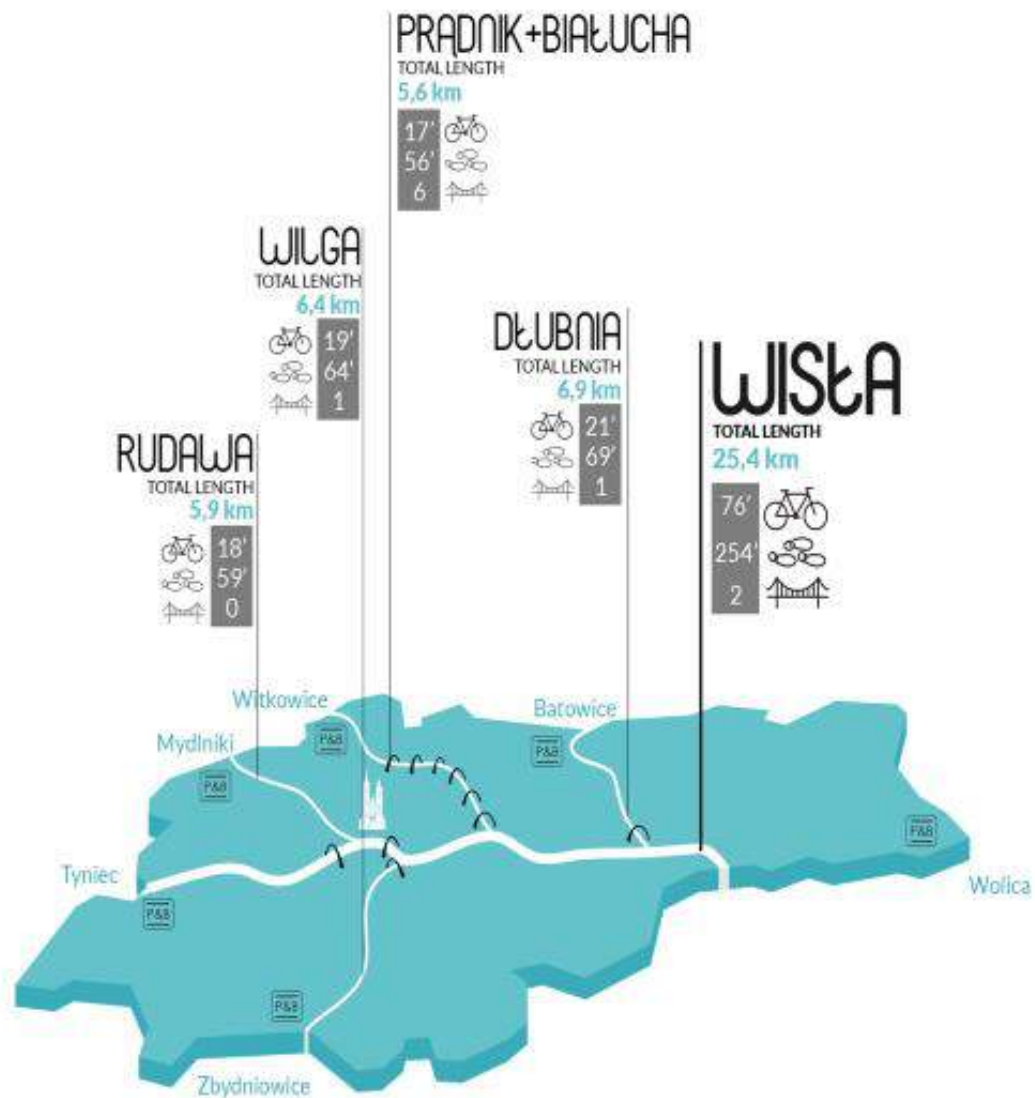 PRĄDNIK+BIAŁUCHA
TOTAL LENGTH
5,6 km
17'
56'
6
WILGA
TOTAL LENGTH
6,4 km
19'
64'
1
DŁUBNIA
TOTAL LENGTH
6,9 km
21'
69'
1
WISŁA
TOTAL LENGTH
25,4 km
76'
254'
2
RUDAWA
TOTAL LENGTH
5,9 km
18'
59'
0
Witkowice
P&B
Batowice
P&B
Mydlniki
P&B
P&B
Tyniec
P&B
Wolica
P&B
Zbydniowice